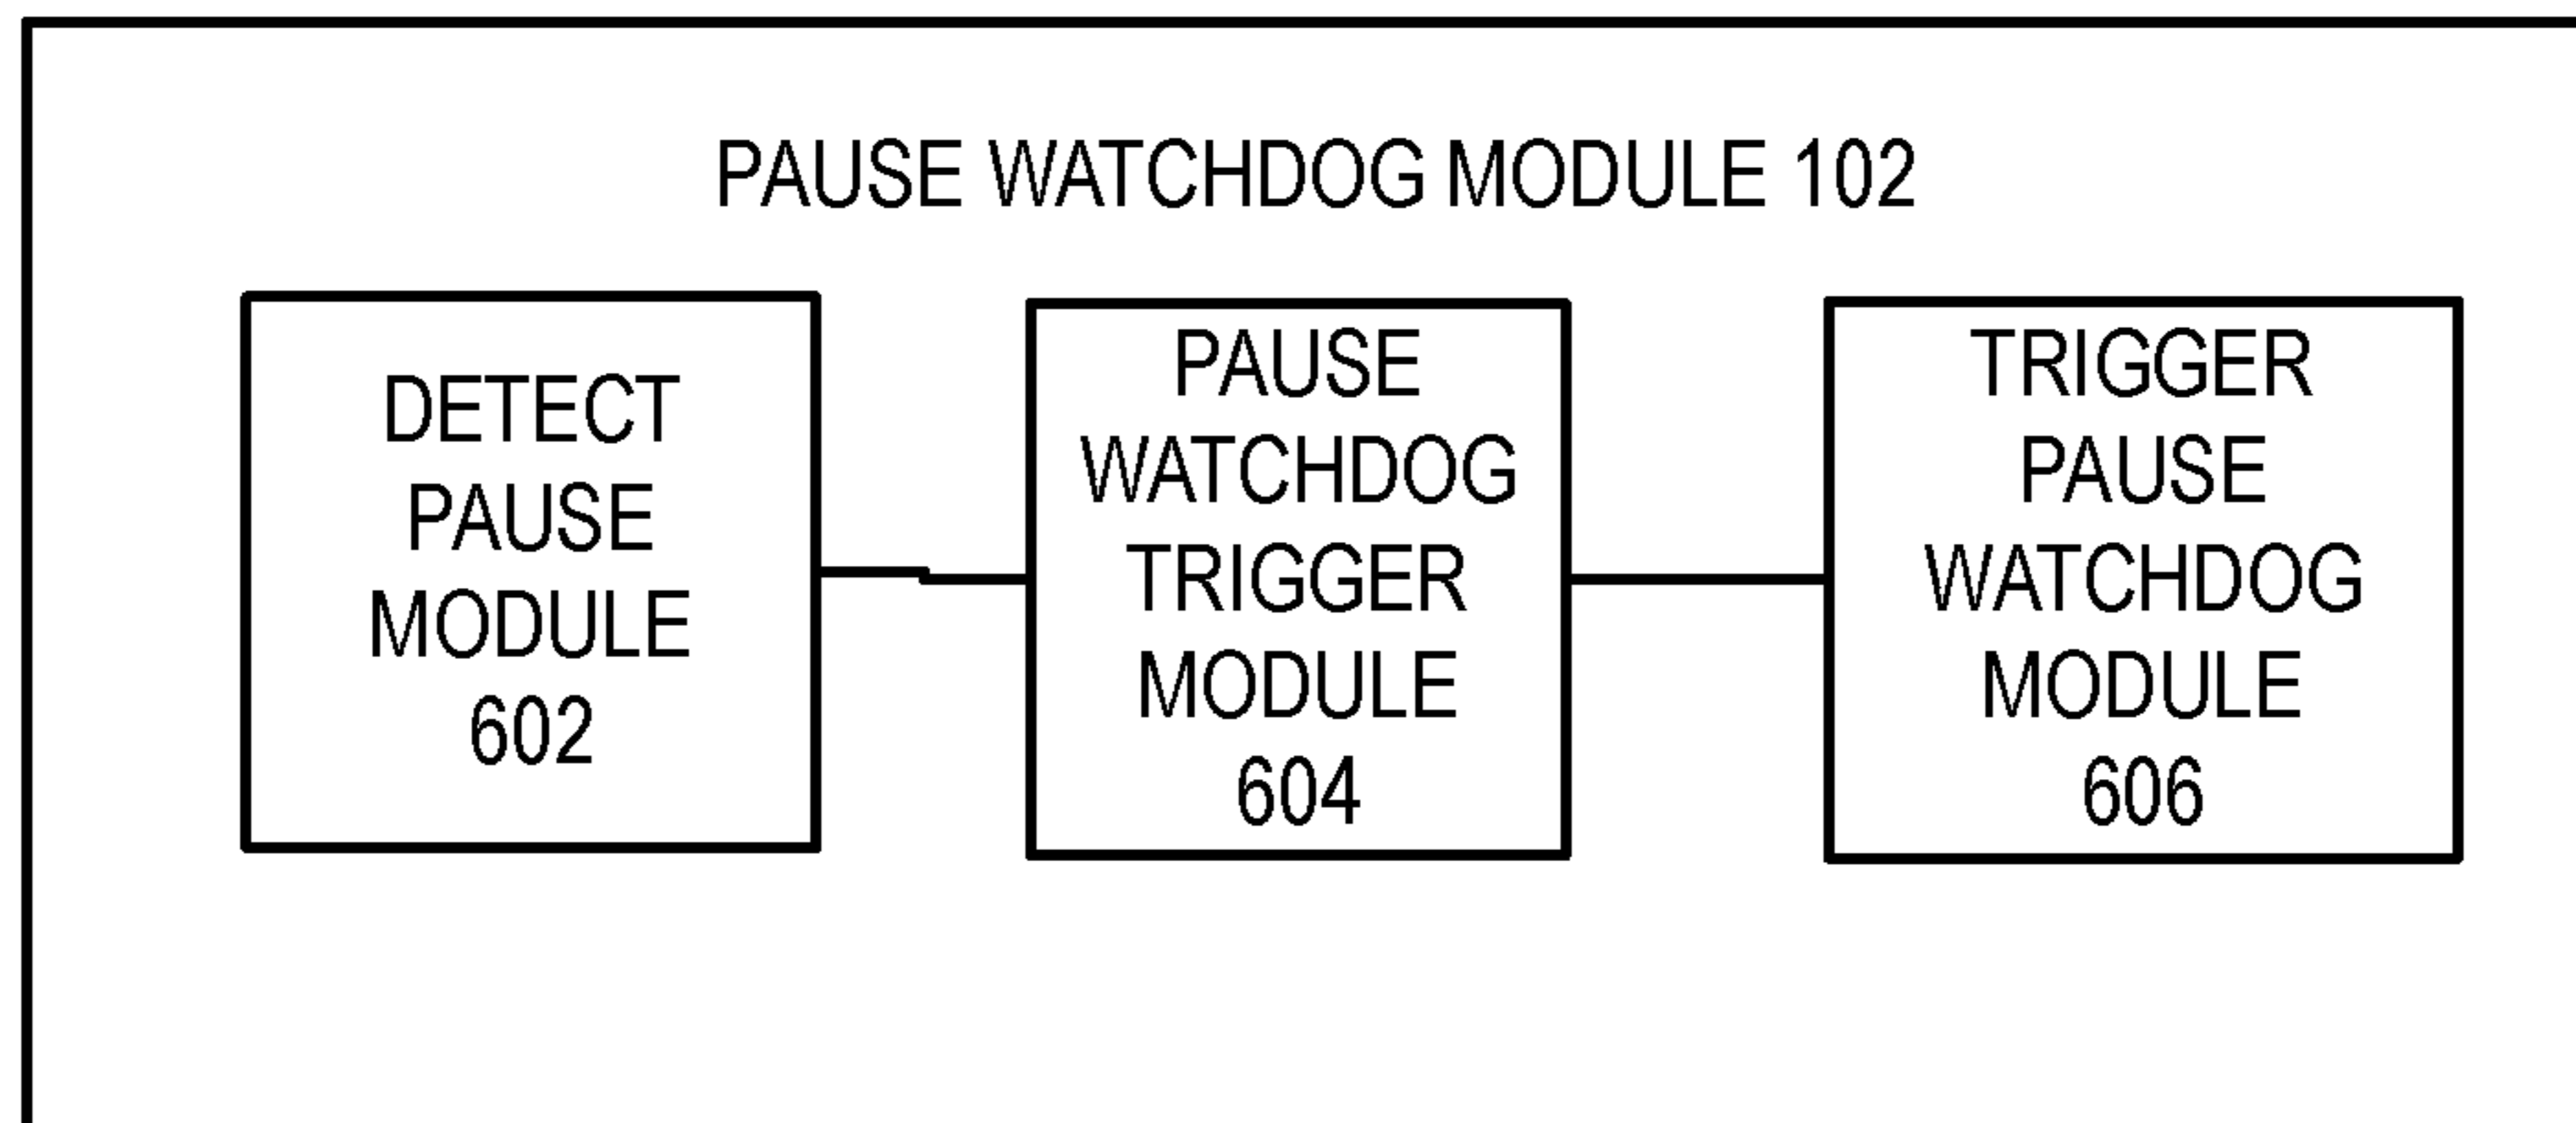 PAUSE WATCHDOG MODULE 102
DETECT
PAUSE
MODULE
602
PAUSE
WATCHDOG
TRIGGER
MODULE
604
TRIGGER
PAUSE
WATCHDOG
MODULE
606